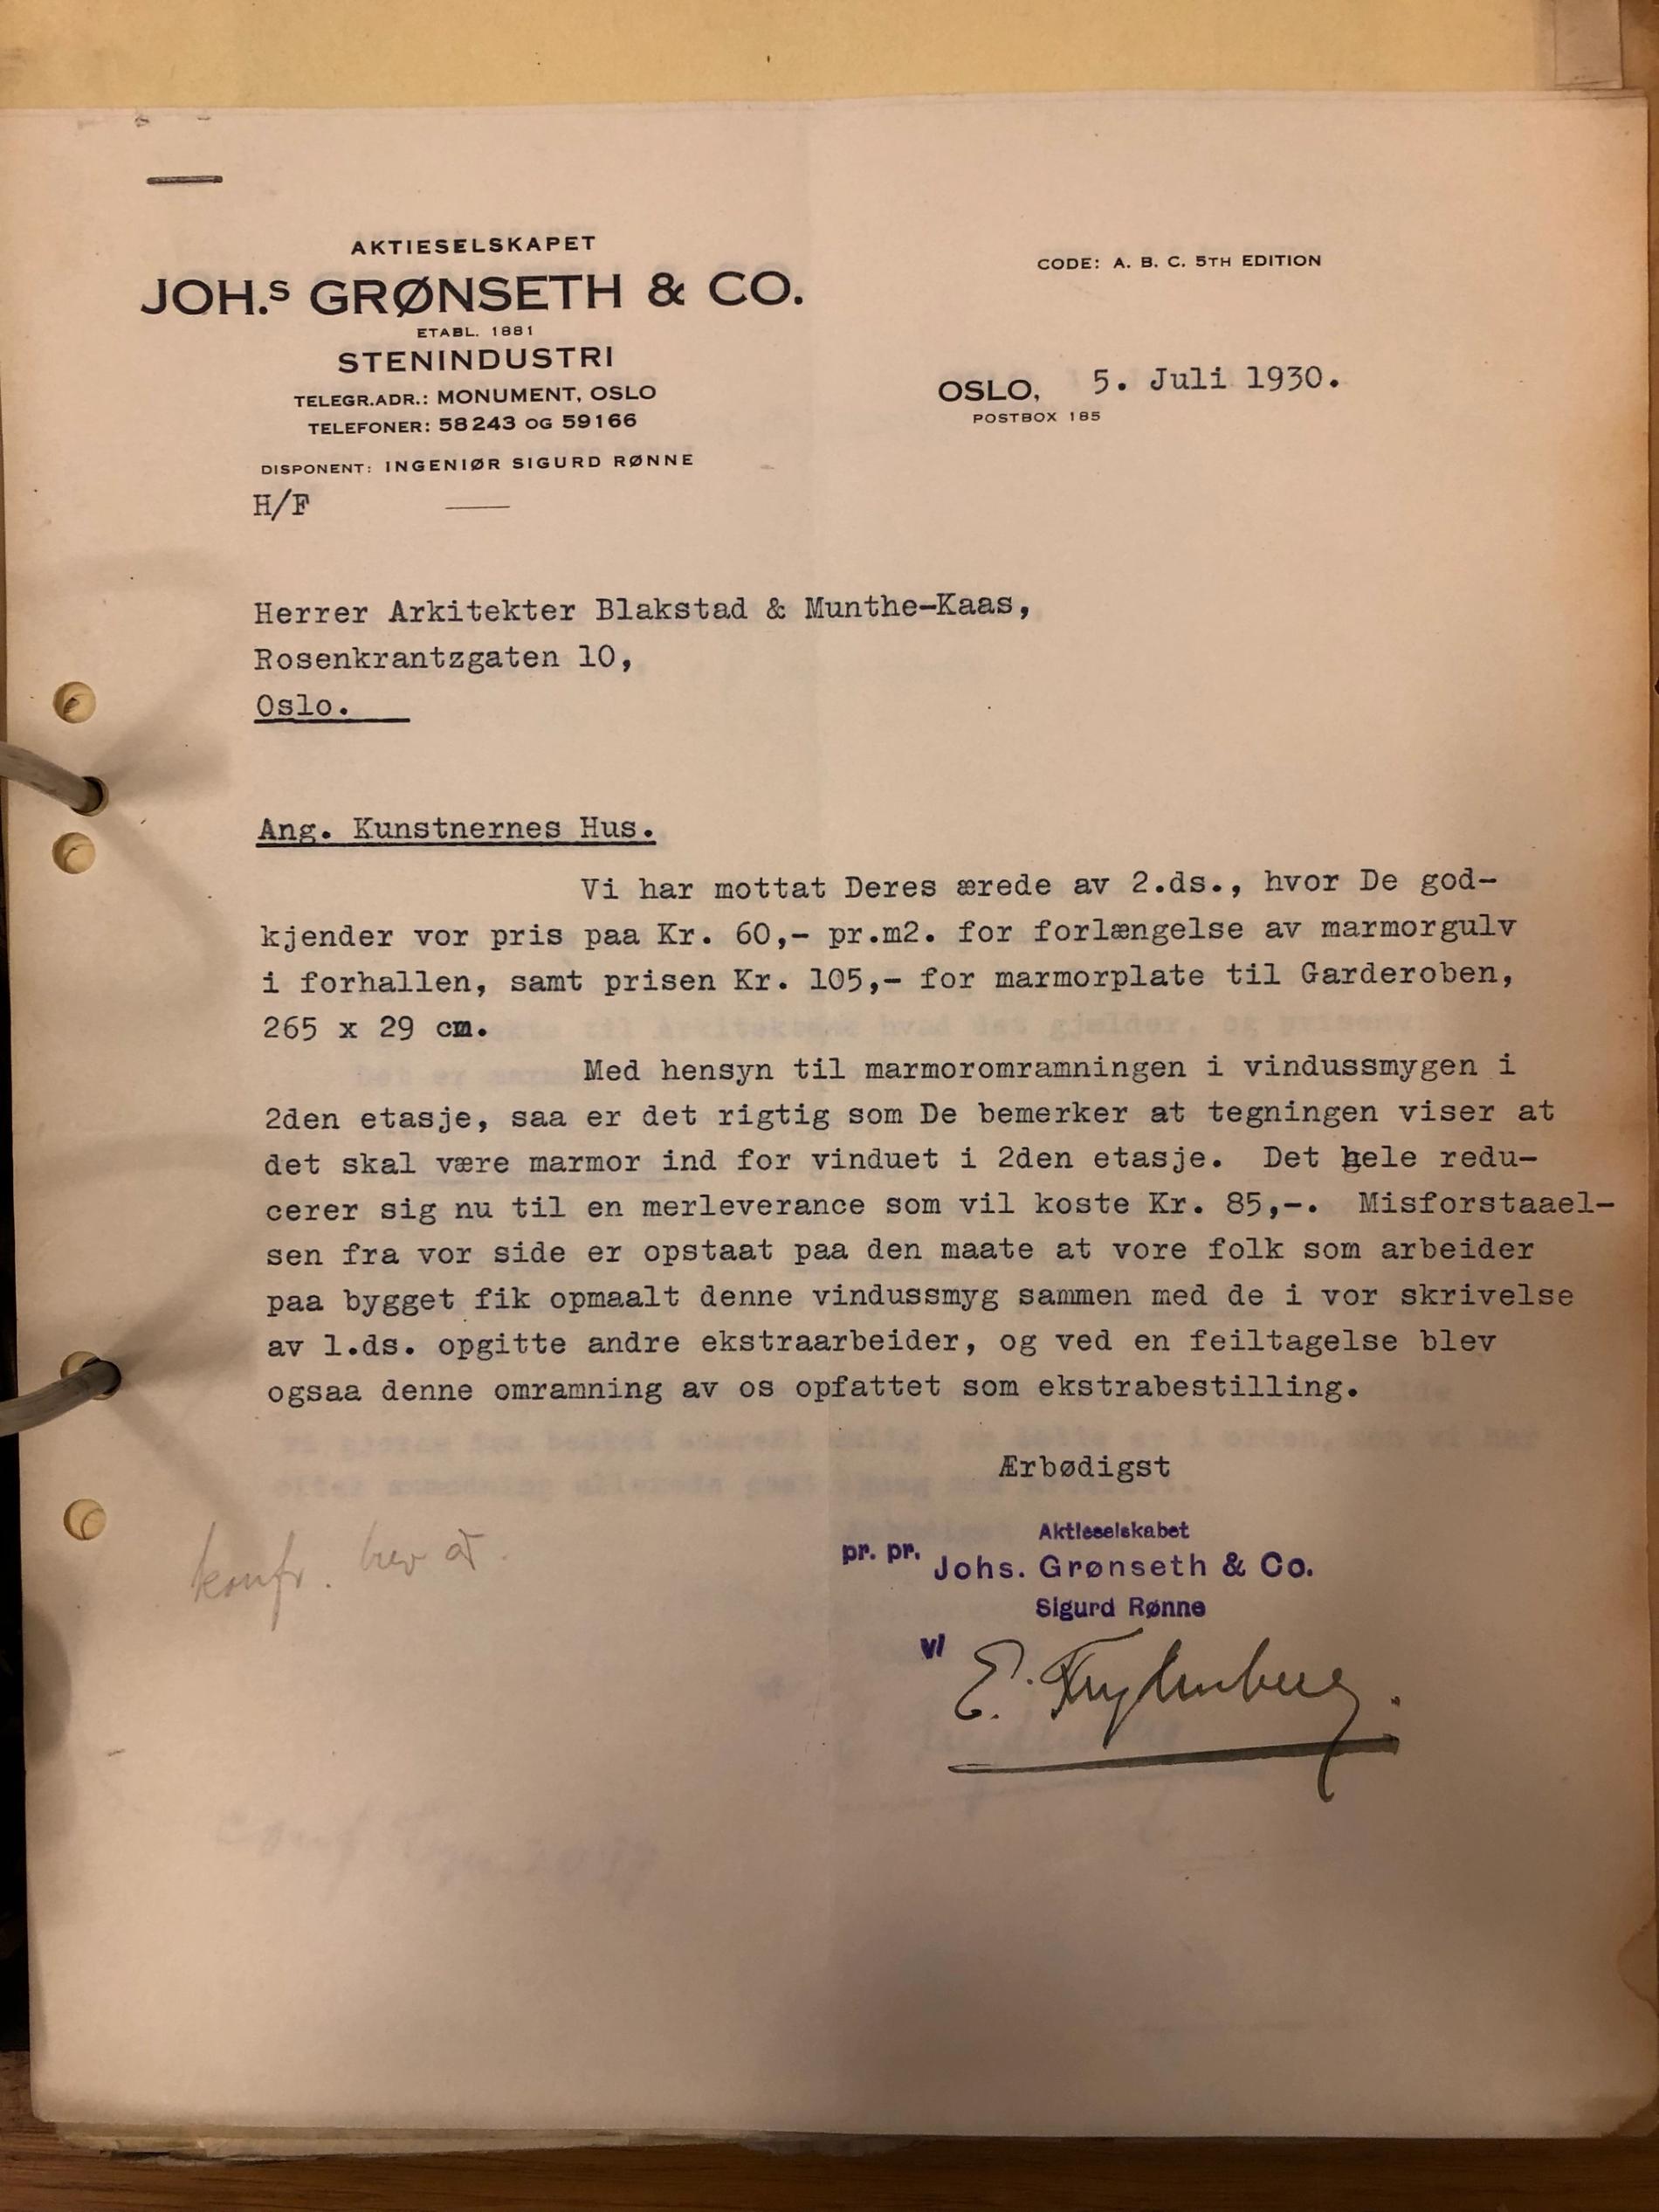 AKTIESELSKAPET
JOH.S GRØNSETH & CO.
ETABL. 1881
STENINDUSTRI
TELEGR.ADR.: MONUMENT, OSLO
TELEFONER: 58243 OG 59166
DISPONENT: INGENIØR SIGURD RØNNE
CODE: A. B. C. 5TH EDITION
OSLO, 5. Juli 1930.
POSTBOX 185
H/F
Herrer Arkitekter Blakstad & Munthe-Kaas,
Rosenkrantzgaten 10,
Oslo.
Ang. Kunstnernes Hus.
Vi har mottat Deres ærede av 2.ds., hvor De god-
kjender vor pris paa Kr. 60,- pr.m2. for forlængelse av marmorgulv
i forhallen, samt prisen Kr. 105,- for marmorplate til Garderoben,
265 x 29 cm.
Med hensyn til marmoromramningen i vindussmygen i
2den etasje, saa er det rigtig som De bemerker at tegningen viser at
det skal være marmor ind for vinduet i 2den etasje. Det hele redu-
cerer sig nu til en merleverance som vil koste Kr. 85,-. Misforstaael-
sen fra vor side er opstaat paa den maate at vore folk som arbeider
paa bygget fik opmaalt denne vindussmyg sammen med de i vor skrivelse
av 1.ds. opgitte andre ekstraarbeider, og ved en feiltagelse blev
ogsaa denne omramning av os opfattet som ekstrabestilling.
Ærbødigst
Aktieselskabet
pr. pr. Johs. Grønseth & Co.
Sigurd Rønne
v/ E.
konfr. brev